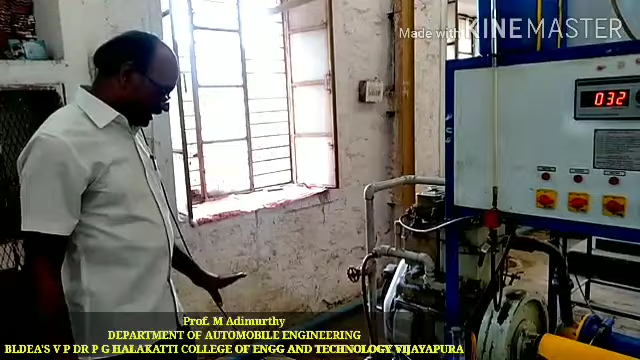 Made with KINEMASTER
032
Prof. M Adimurthy
DEPARTMENT OF AUTOMOBILE ENGINEERING
BLDEA'S V P DR P G HALAKATTI COLLEGE OF ENGG AND TECHNOLOGY VIJAYAPURA